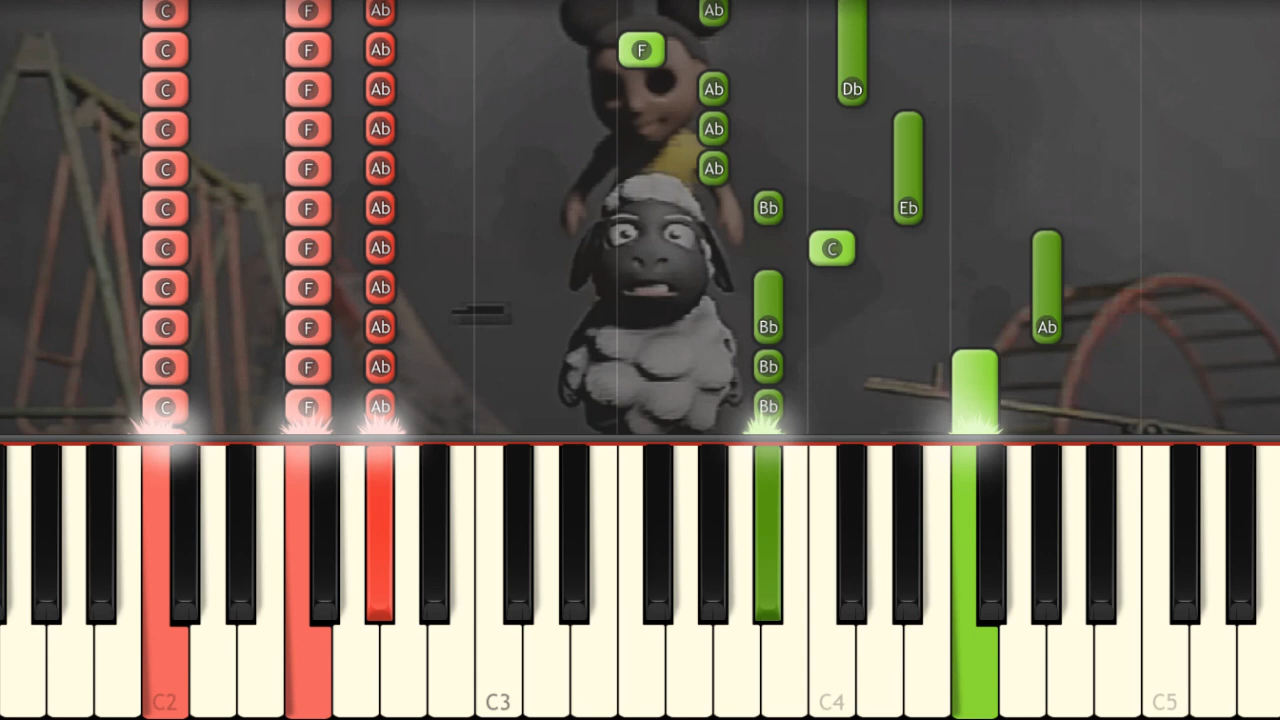 C F Ab Ab
C F Ab F
C F Ab Ab Db
C F Ab Ab
C F Ab Ab
C F Ab Bb Eb
C F Ab C
C F Ab
C F Ab Bb Ab
C F Ab Bb
C F Ab Bb
C2 C3 C4 C5